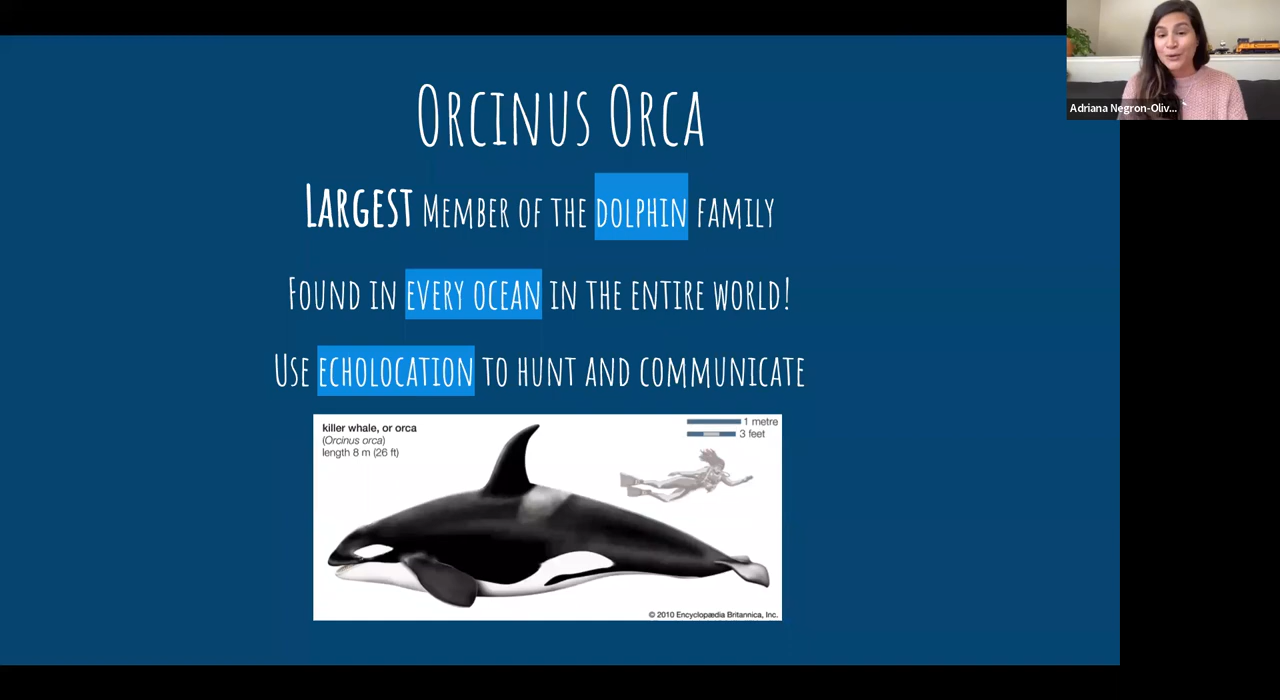 Orcinus Orca
Largest Member of the dolphin family
Found in every ocean in the entire world!
Use echolocation to hunt and communicate
killer whale, or orca
(Orcinus orca)
length 8 m (26 ft)
1 metre
3 feet
© 2010 Encyclopædia Britannica, Inc.
Adriana Negron-Oliv...